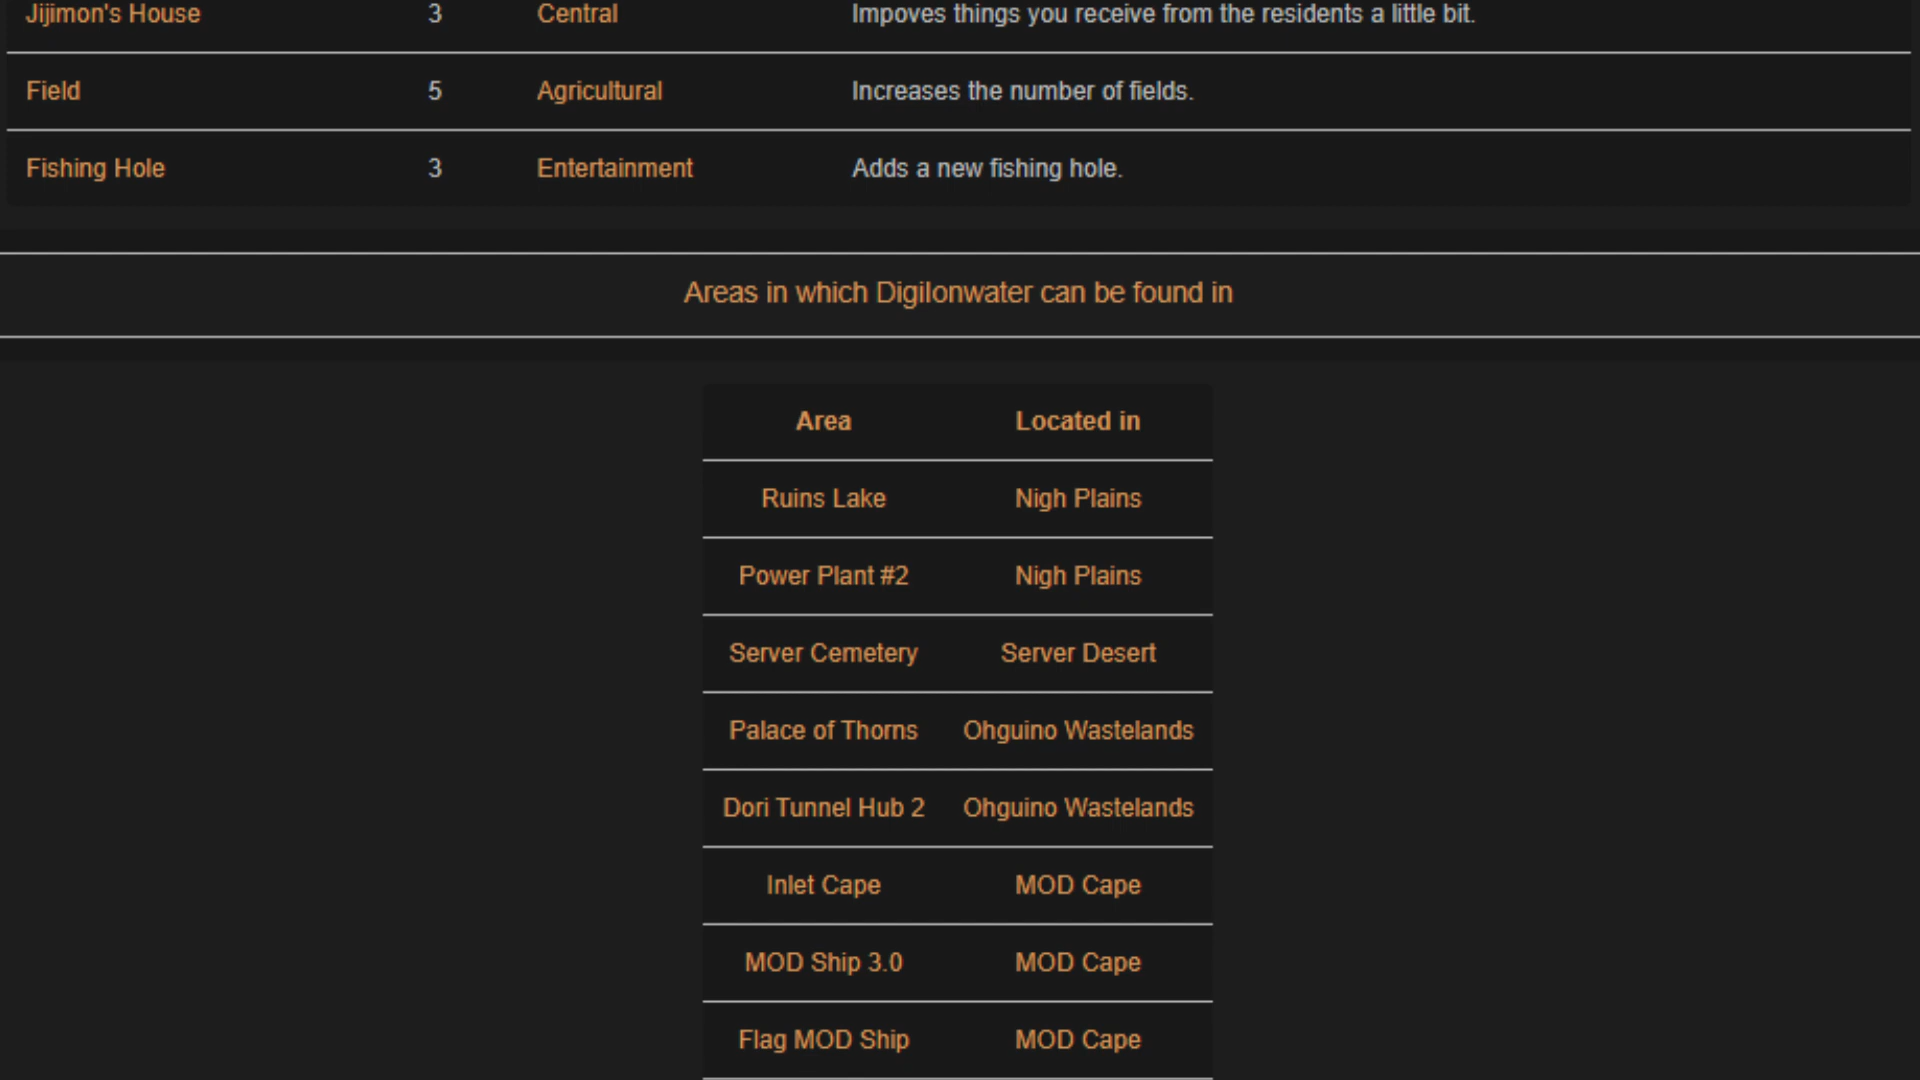 Jijimon's House 3 Central Impoves things you receive from the residents a little bit.
Field 5 Agricultural Increases the number of fields.
Fishing Hole 3 Entertainment Adds a new fishing hole.
Areas in which Digilonwater can be found in
Area Located in
Ruins Lake Nigh Plains
Power Plant #2 Nigh Plains
Server Cemetery Server Desert
Palace of Thorns Ohguino Wastelands
Dori Tunnel Hub 2 Ohguino Wastelands
Inlet Cape MOD Cape
MOD Ship 3.0 MOD Cape
Flag MOD Ship MOD Cape